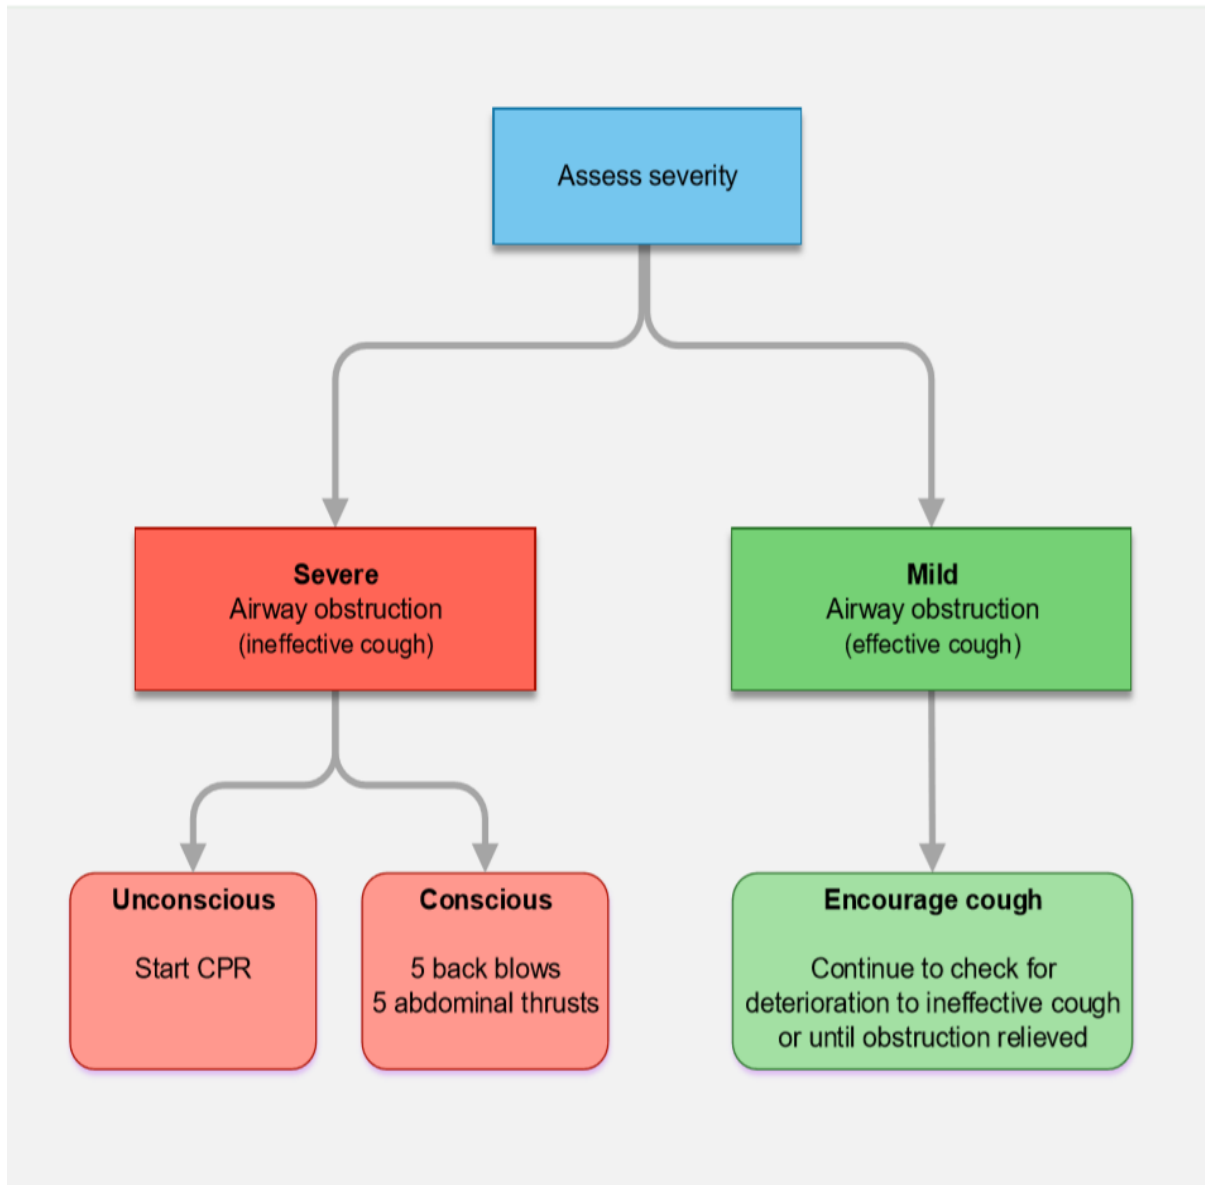 Assess severity
Severe
Airway obstruction
(ineffective cough)
Mild
Airway obstruction
(effective cough)
Unconscious
Start CPR
Conscious
5 back blows
5 abdominal thrusts
Encourage cough
Continue to check for
deterioration to ineffective cough
or until obstruction relieved